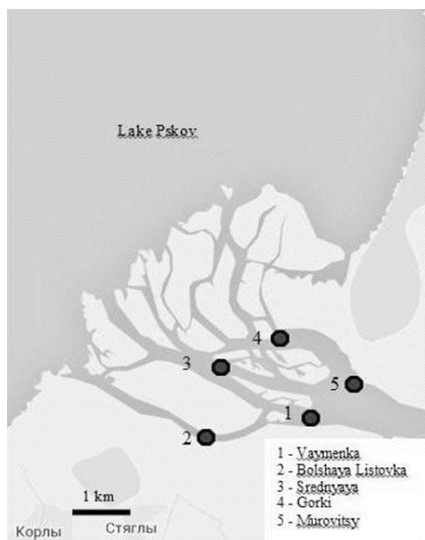 Lake Pskov
4
3
5
1
2
1 - Vaymenka
2 - Bolshaya Listovka
3 - Srednyaya
4 - Gorki
5 - Murovitsy
1 km
Корлы
Стяглы